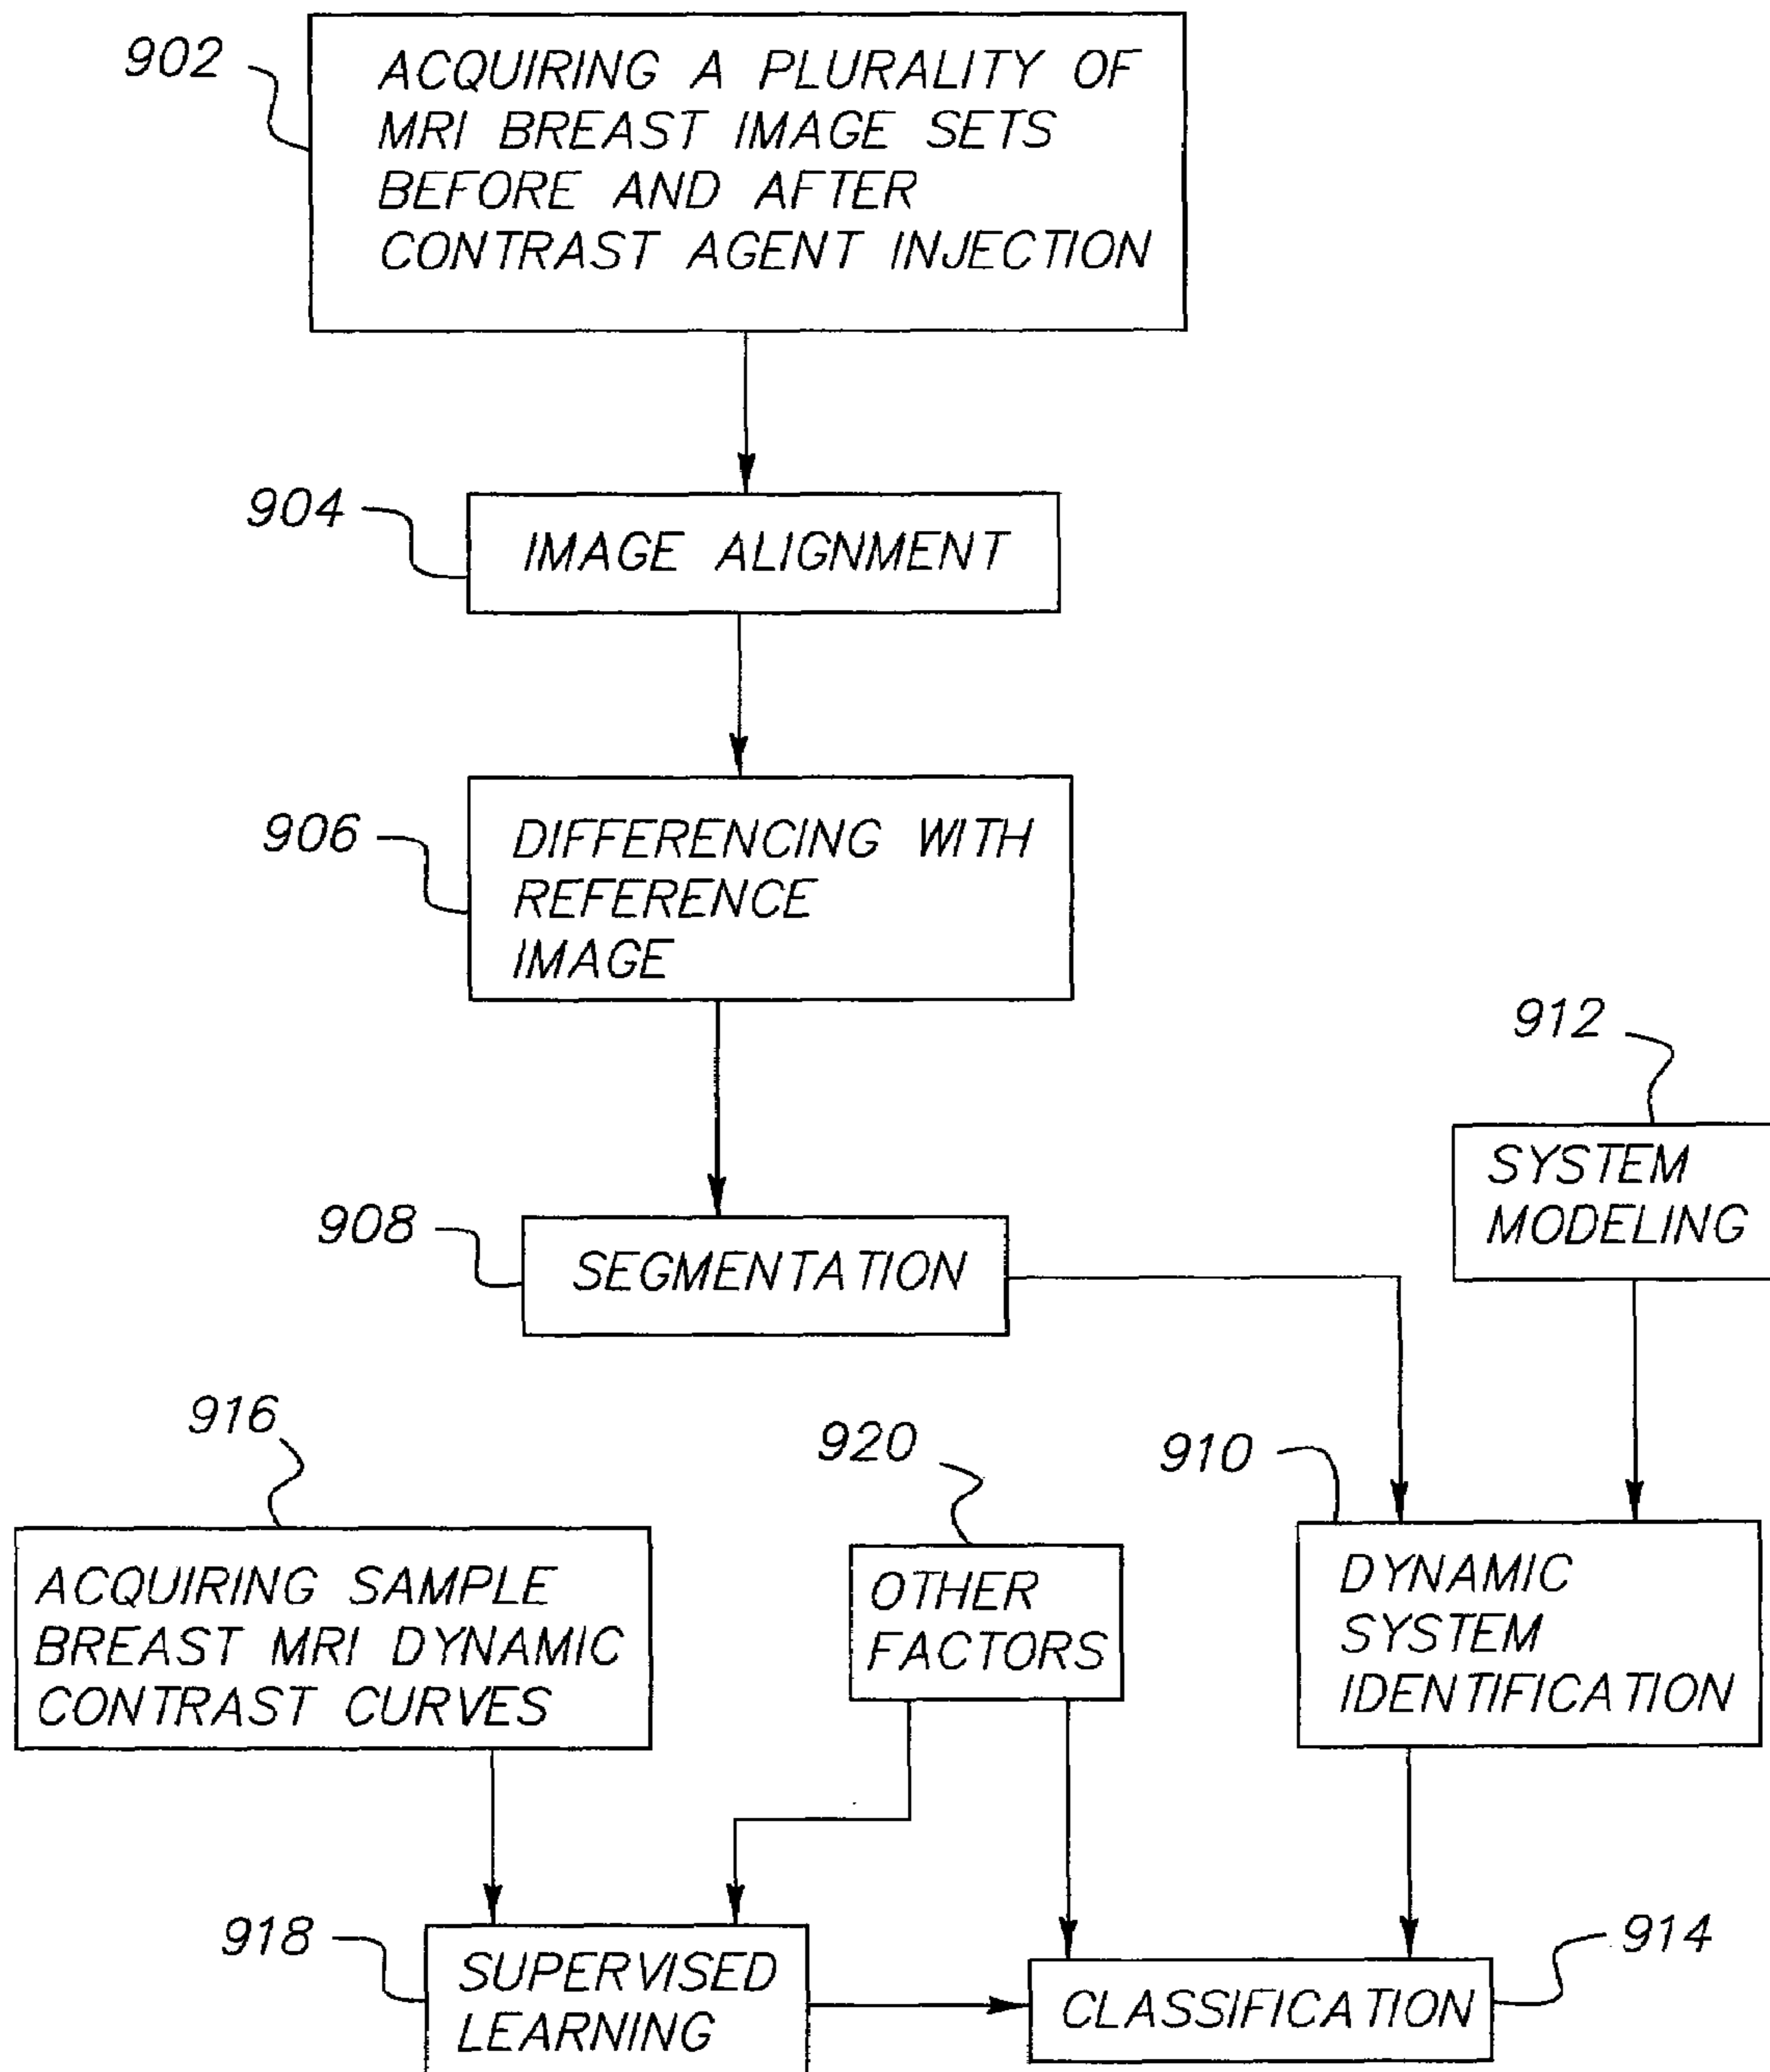 902
ACQUIRING A PLURALITY OF
MRI BREAST IMAGE SETS
BEFORE AND AFTER
CONTRAST AGENT INJECTION
904
IMAGE ALIGNMENT
906
DIFFERENCING WITH
REFERENCE
IMAGE
912
SYSTEM
MODELING
908
SEGMENTATION
916
920
910
ACQUIRING SAMPLE
BREAST MRI DYNAMIC
CONTRAST CURVES
OTHER
FACTORS
DYNAMIC
SYSTEM
IDENTIFICATION
918
SUPERVISED
LEARNING
914
CLASSIFICATION